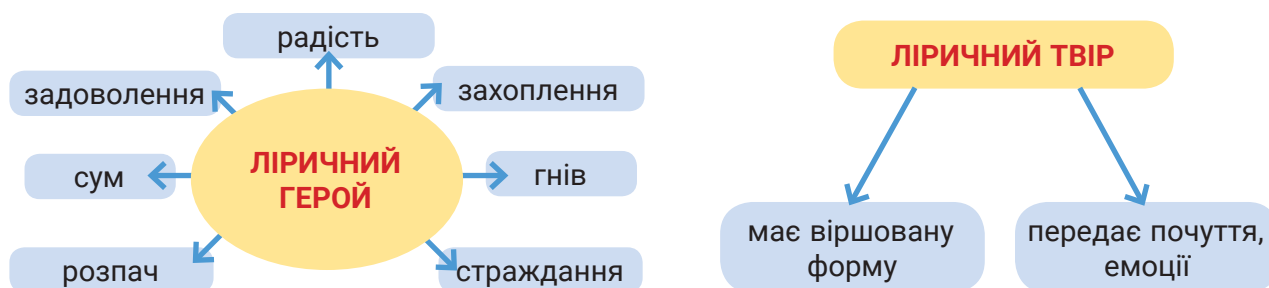 радість
задоволення
захоплення
сум
ЛІРИЧНИЙ
ГЕРОЙ
гнів
розпач
страждання
ЛІРИЧНИЙ ТВІР
має віршовану
форму
передає почуття,
емоції